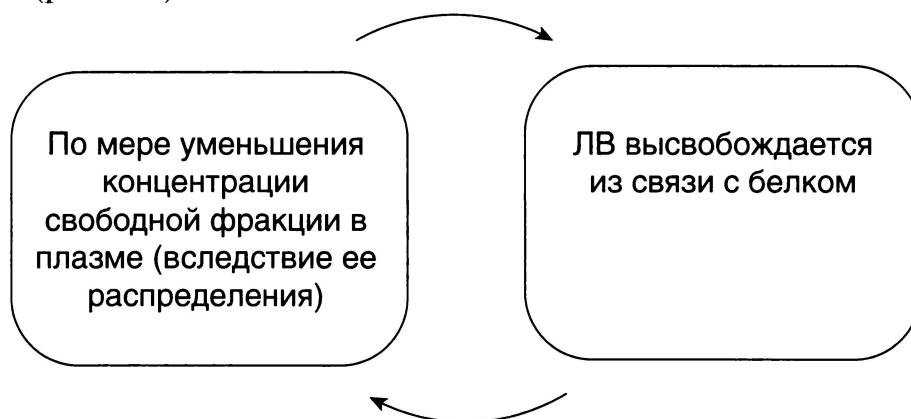 По мере уменьшения
концентрации
свободной фракции в
плазме (вследствие ее
распределения)
ЛВ высвобождается
из связи с белком